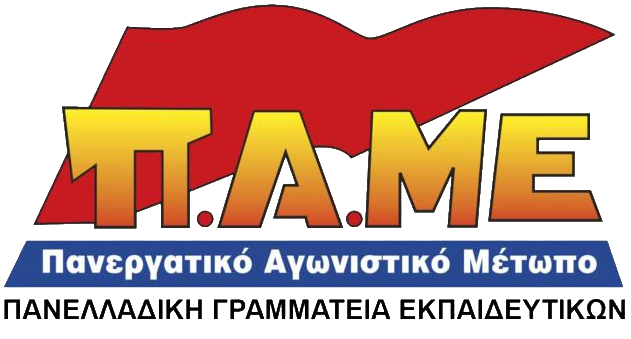 Π.Α.ΜΕ
Πανεργατικό Αγωνιστικό Μέτωπο
ΠΑΝΕΛΛΑΔΙΚΗ ΓΡΑΜΜΑΤΕΙΑ ΕΚΠΑΙΔΕΥΤΙΚΩΝ